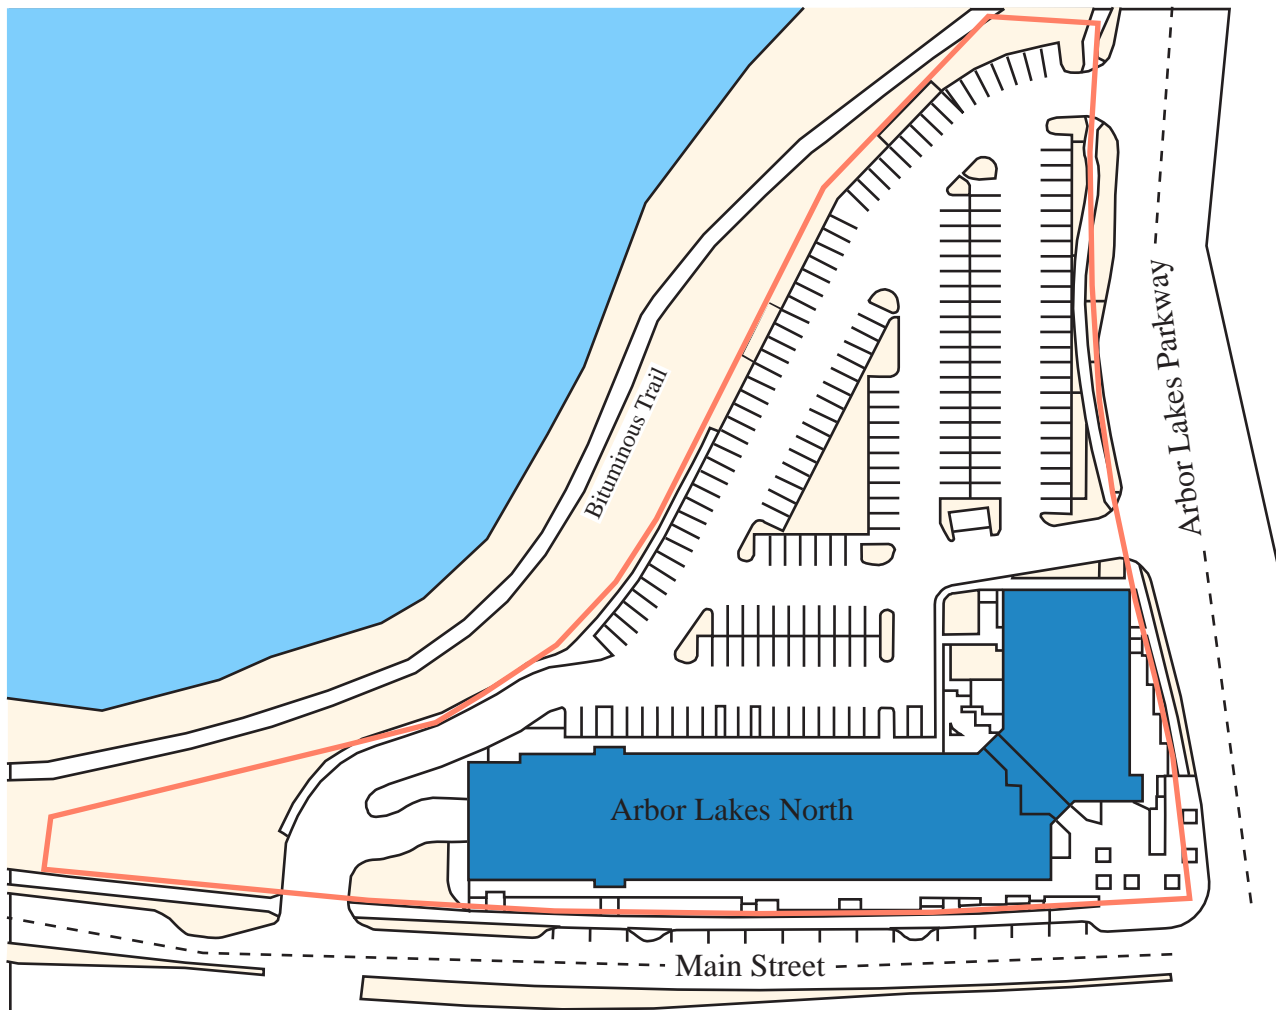 Bituminous Trail
Arbor Lakes Parkway
Arbor Lakes North
Main Street